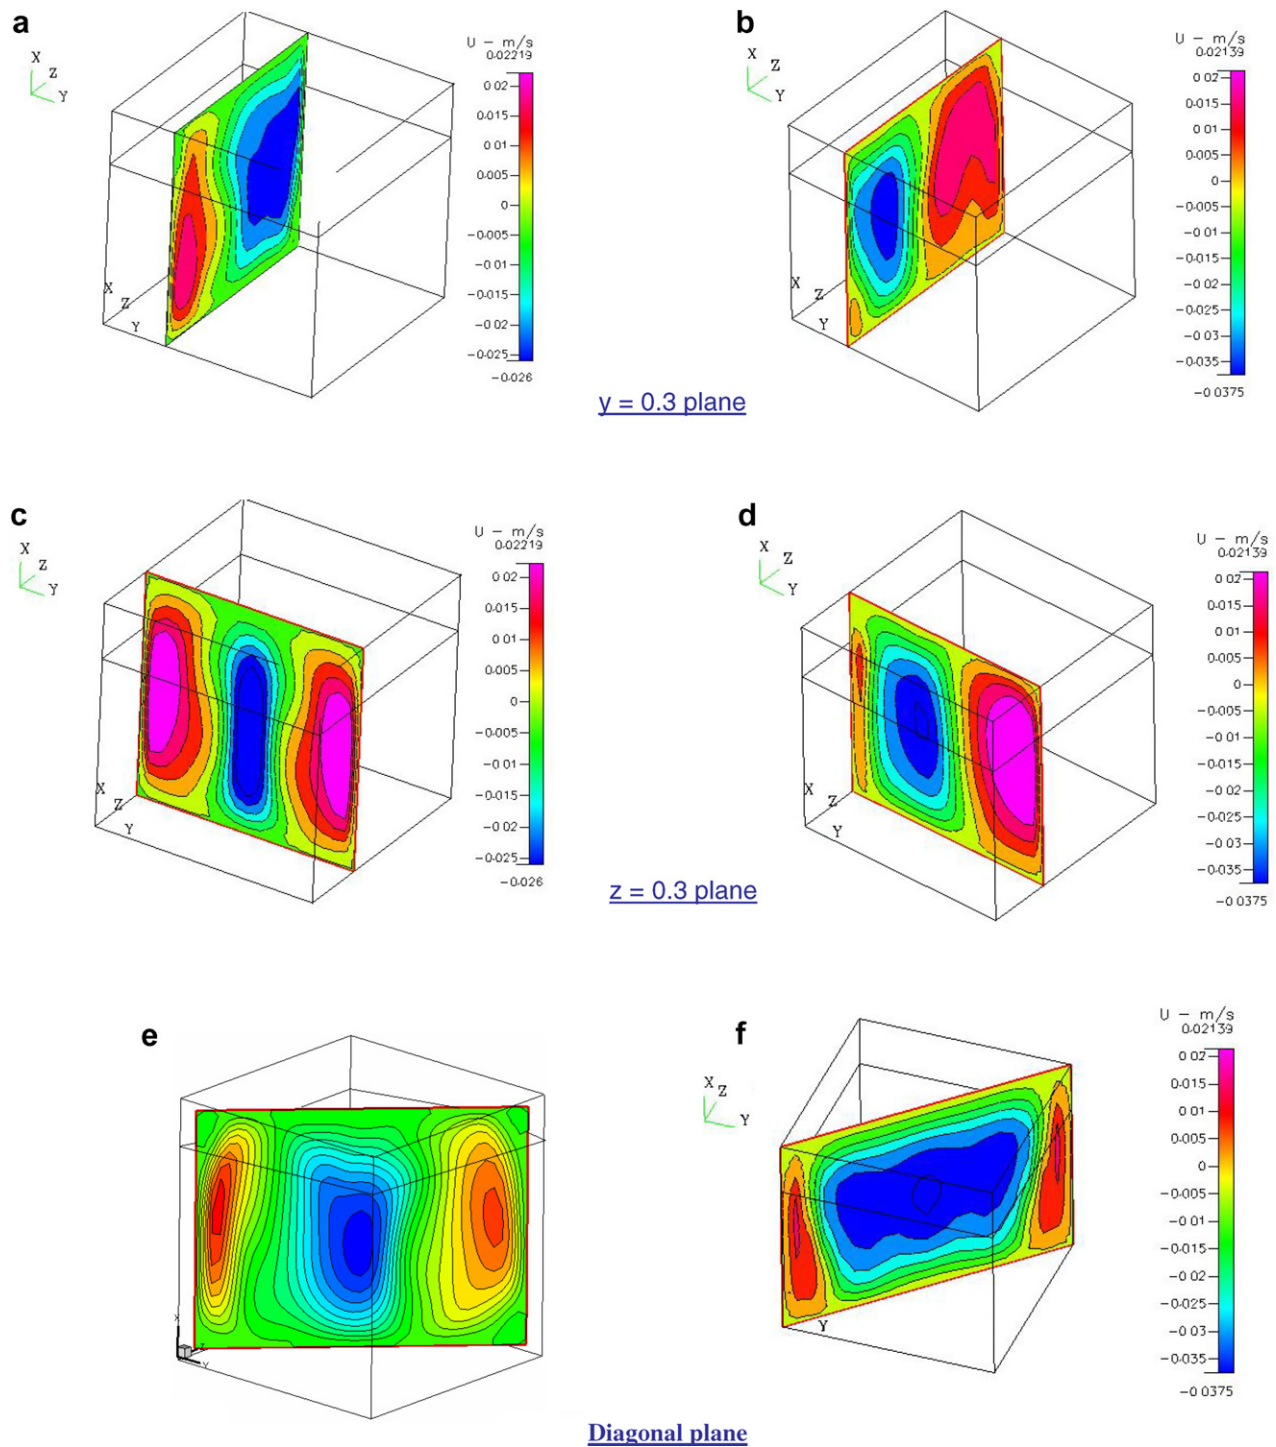 a
U - m/s
0.02219
X
Z
Y
0.02
0.015
0.01
0.005
0
-0.005
-0.01
-0.015
-0.02
-0.025
-0.026
X
Z
Y
b
U - m/s
0.02139
X
Z
Y
0.02
0.015
0.01
0.005
0
-0.005
-0.01
-0.015
-0.02
-0.025
-0.03
-0.035
-0.0375
X
Z
Y
y = 0.3 plane
c
U - m/s
0.02219
X
Z
Y
0.02
0.015
0.01
0.005
0
-0.005
-0.01
-0.015
-0.02
-0.025
-0.026
X
Z
Y
d
U - m/s
0.02139
X
Z
Y
0.02
0.015
0.01
0.005
0
-0.005
-0.01
-0.015
-0.02
-0.025
-0.03
-0.035
-0.0375
X
Z
Y
z = 0.3 plane
e
X
Y
f
U - m/s
0.02139
X
Z
Y
0.02
0.015
0.01
0.005
0
-0.005
-0.01
-0.015
-0.02
-0.025
-0.03
-0.035
-0.0375
Y
Diagonal plane